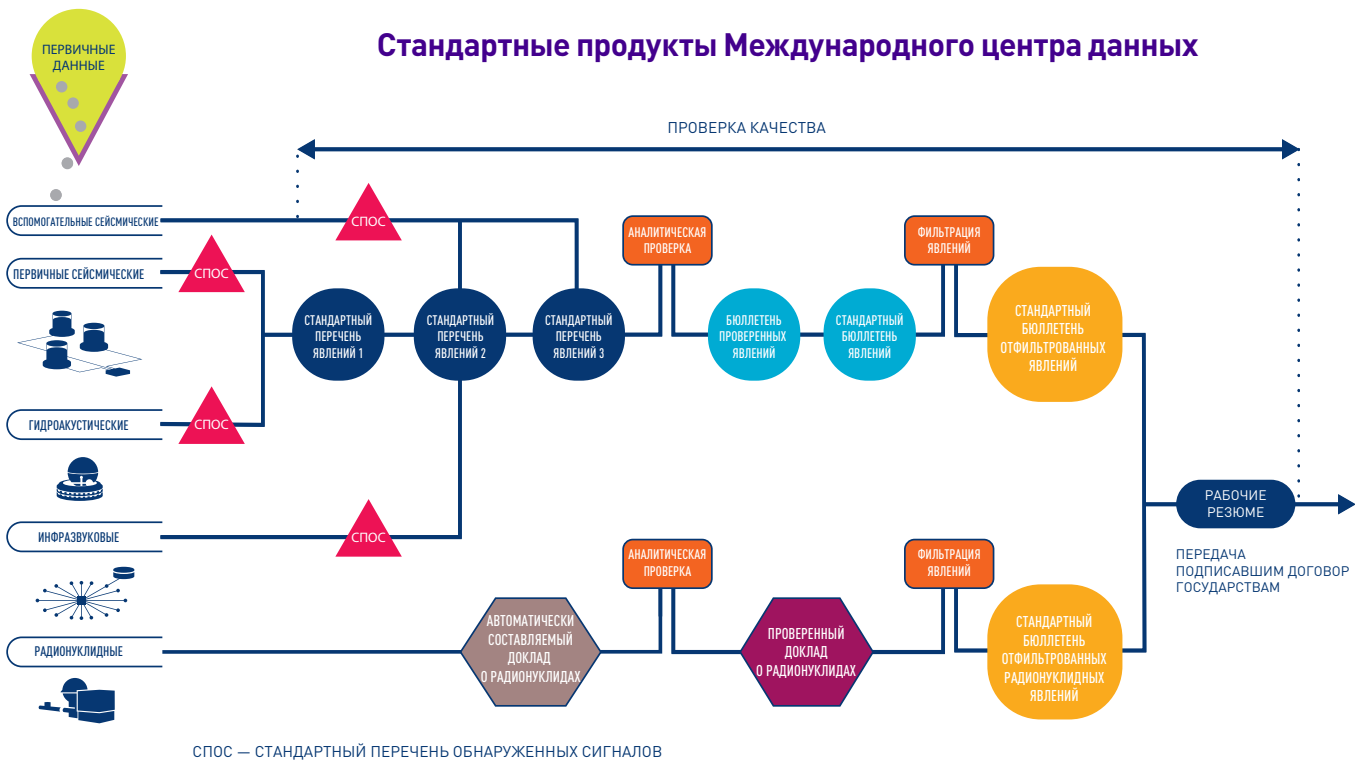 Стандартные продукты Международного центра данных
ПЕРВИЧНЫЕ
ДАННЫЕ
ПРОВЕРКА КАЧЕСТВА
ВСПОМОГАТЕЛЬНЫЕ СЕЙСМИЧЕСКИЕ
СПОС
ПЕРВИЧНЫЕ СЕЙСМИЧЕСКИЕ
СПОС
АНАЛИТИЧЕСКАЯ
ПРОВЕРКА
ФИЛЬТРАЦИЯ
ЯВЛЕНИЙ
СТАНДАРТНЫЙ
ПЕРЕЧЕНЬ
ЯВЛЕНИЙ 1
СТАНДАРТНЫЙ
ПЕРЕЧЕНЬ
ЯВЛЕНИЙ 2
СТАНДАРТНЫЙ
ПЕРЕЧЕНЬ
ЯВЛЕНИЙ 3
БЮЛЛЕТЕНЬ
ПРОВЕРЕННЫХ
ЯВЛЕНИЙ
СТАНДАРТНЫЙ
БЮЛЛЕТЕНЬ
ЯВЛЕНИЙ
СТАНДАРТНЫЙ
БЮЛЛЕТЕНЬ
ОТФИЛЬТРОВАННЫХ
ЯВЛЕНИЙ
ГИДРОАКУСТИЧЕСКИЕ
СПОС
ИНФРАЗВУКОВЫЕ
СПОС
РАБОЧИЕ
РЕЗЮМЕ
ПЕРЕДАЧА
ПОДПИСАВШИМ ДОГОВОР
ГОСУДАРСТВАМ
АНАЛИТИЧЕСКАЯ
ПРОВЕРКА
ФИЛЬТРАЦИЯ
ЯВЛЕНИЙ
РАДИОНУКЛИДНЫЕ
АВТОМАТИЧЕСКИ
СОСТАВЛЯЕМЫЙ
ДОКЛАД
О РАДИОНУКЛИДАХ
ПРОВЕРЕННЫЙ
ДОКЛАД
О РАДИОНУКЛИДАХ
СТАНДАРТНЫЙ
БЮЛЛЕТЕНЬ
ОТФИЛЬТРОВАННЫХ
РАДИОНУКЛИДНЫХ
ЯВЛЕНИЙ
СПОС — СТАНДАРТНЫЙ ПЕРЕЧЕНЬ ОБНАРУЖЕННЫХ СИГНАЛОВ